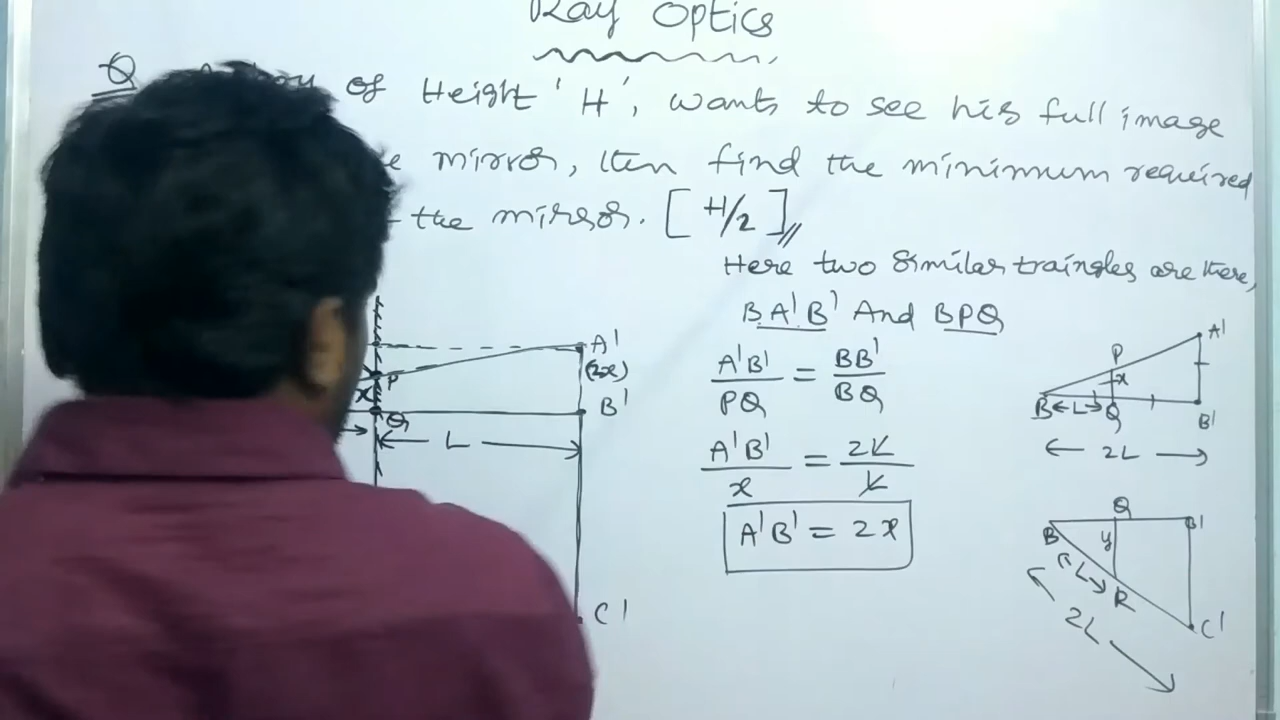 Ray Optics
Q of Height 'H', wants to see his full image
mirror, then find the minimum required
the mirror. [H/2]
Here two similar traingles are there,
BA'B' And BPQ
A'B'/PQ = BB'/BQ
A'B'/x = 2L/L
A'B' = 2x
A'
(2x)
P
x
B'
Q
L
C'
A'
P
x
B L Q
B'
2L
Q
B
B'
y
L
R
2L
C'